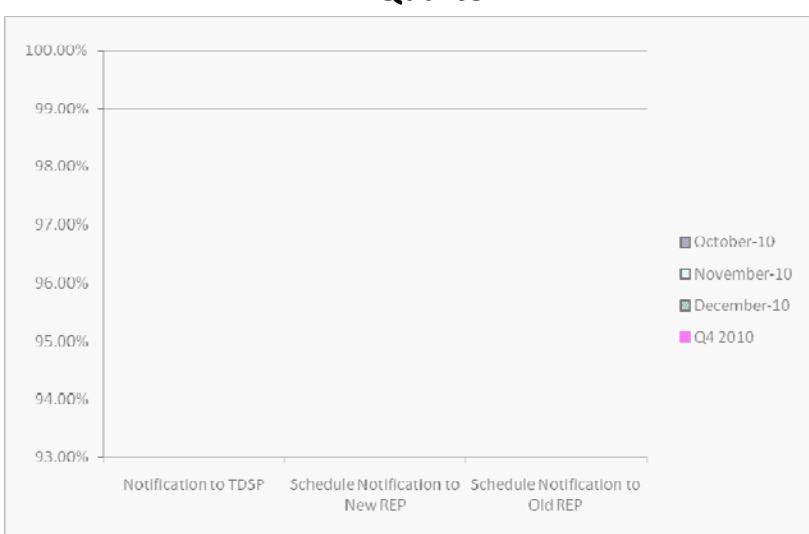 100.00%
99.00%
98.00%
97.00%
96.00%
95.00%
94.00%
93.00%
Notification to TDSP
Schedule Notification to
New REP
Schedule Notification to
Old REP
October-10
November-10
December-10
Q4 2010